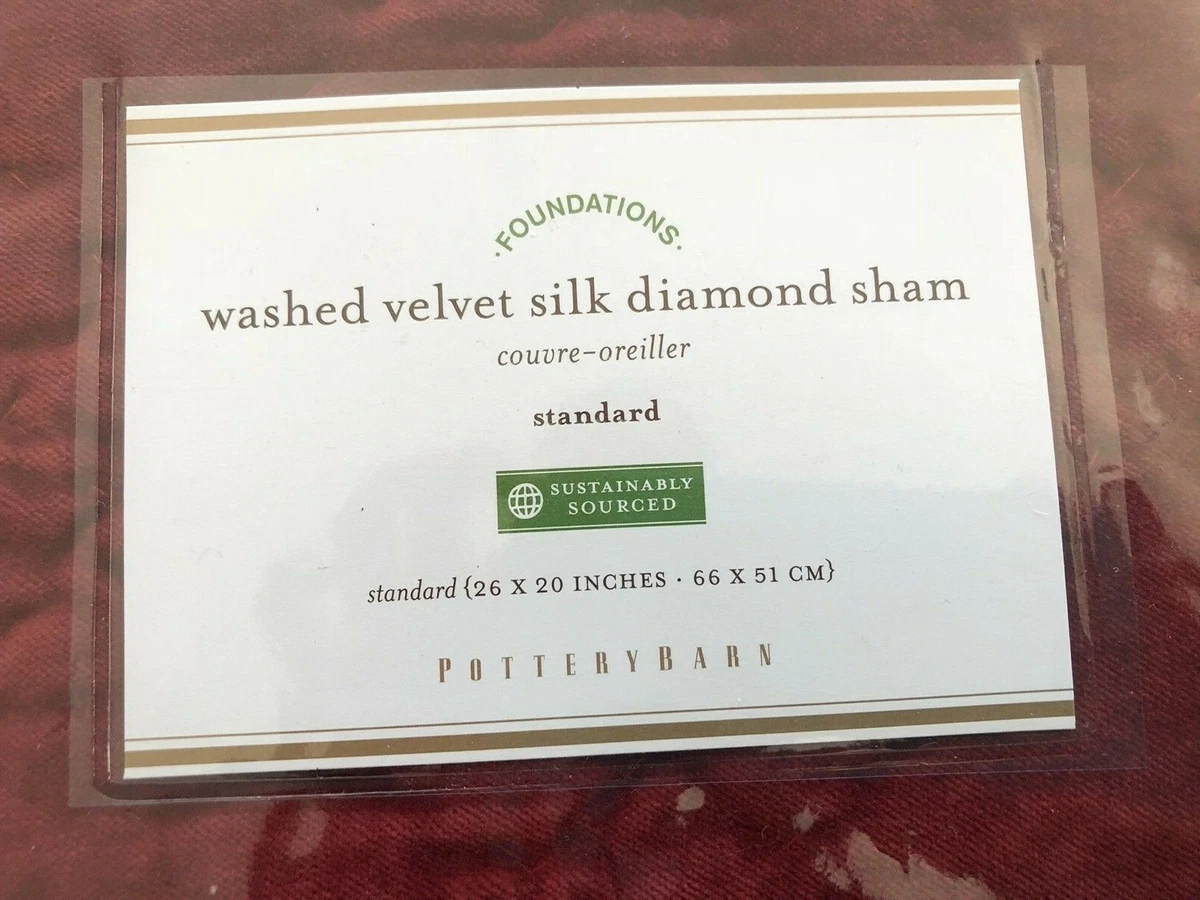 ·FOUNDATIONS·
washed velvet silk diamond sham
couvre-oreiller
standard
SUSTAINABLY
SOURCED
standard {26 X 20 INCHES · 66 X 51 CM}
POTTERYBARN